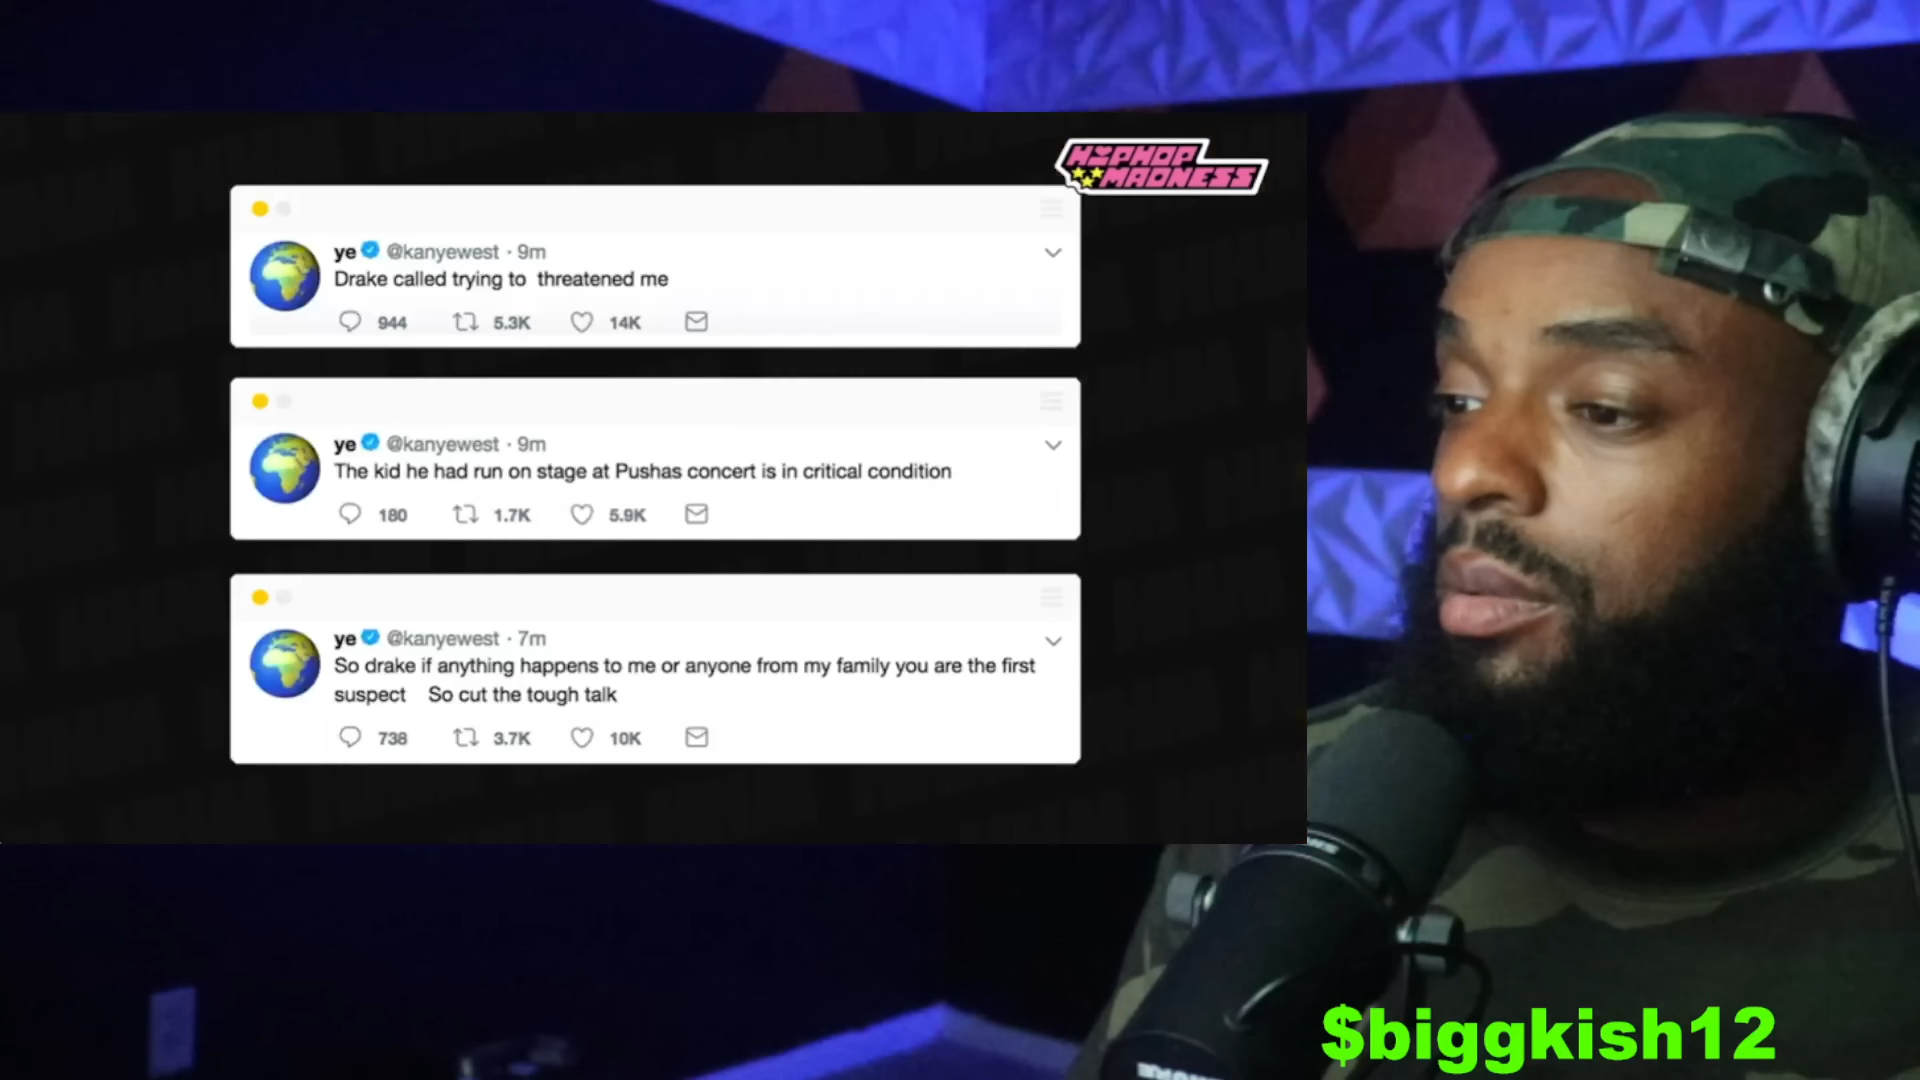 HIPHOP
MADNESS
ye @kanyewest · 9m
Drake called trying to threatened me
944 5.3K 14K
ye @kanyewest · 9m
The kid he had run on stage at Pushas concert is in critical condition
180 1.7K 5.9K
ye @kanyewest · 7m
So drake if anything happens to me or anyone from my family you are the first
suspect So cut the tough talk
738 3.7K 10K
$biggkish12